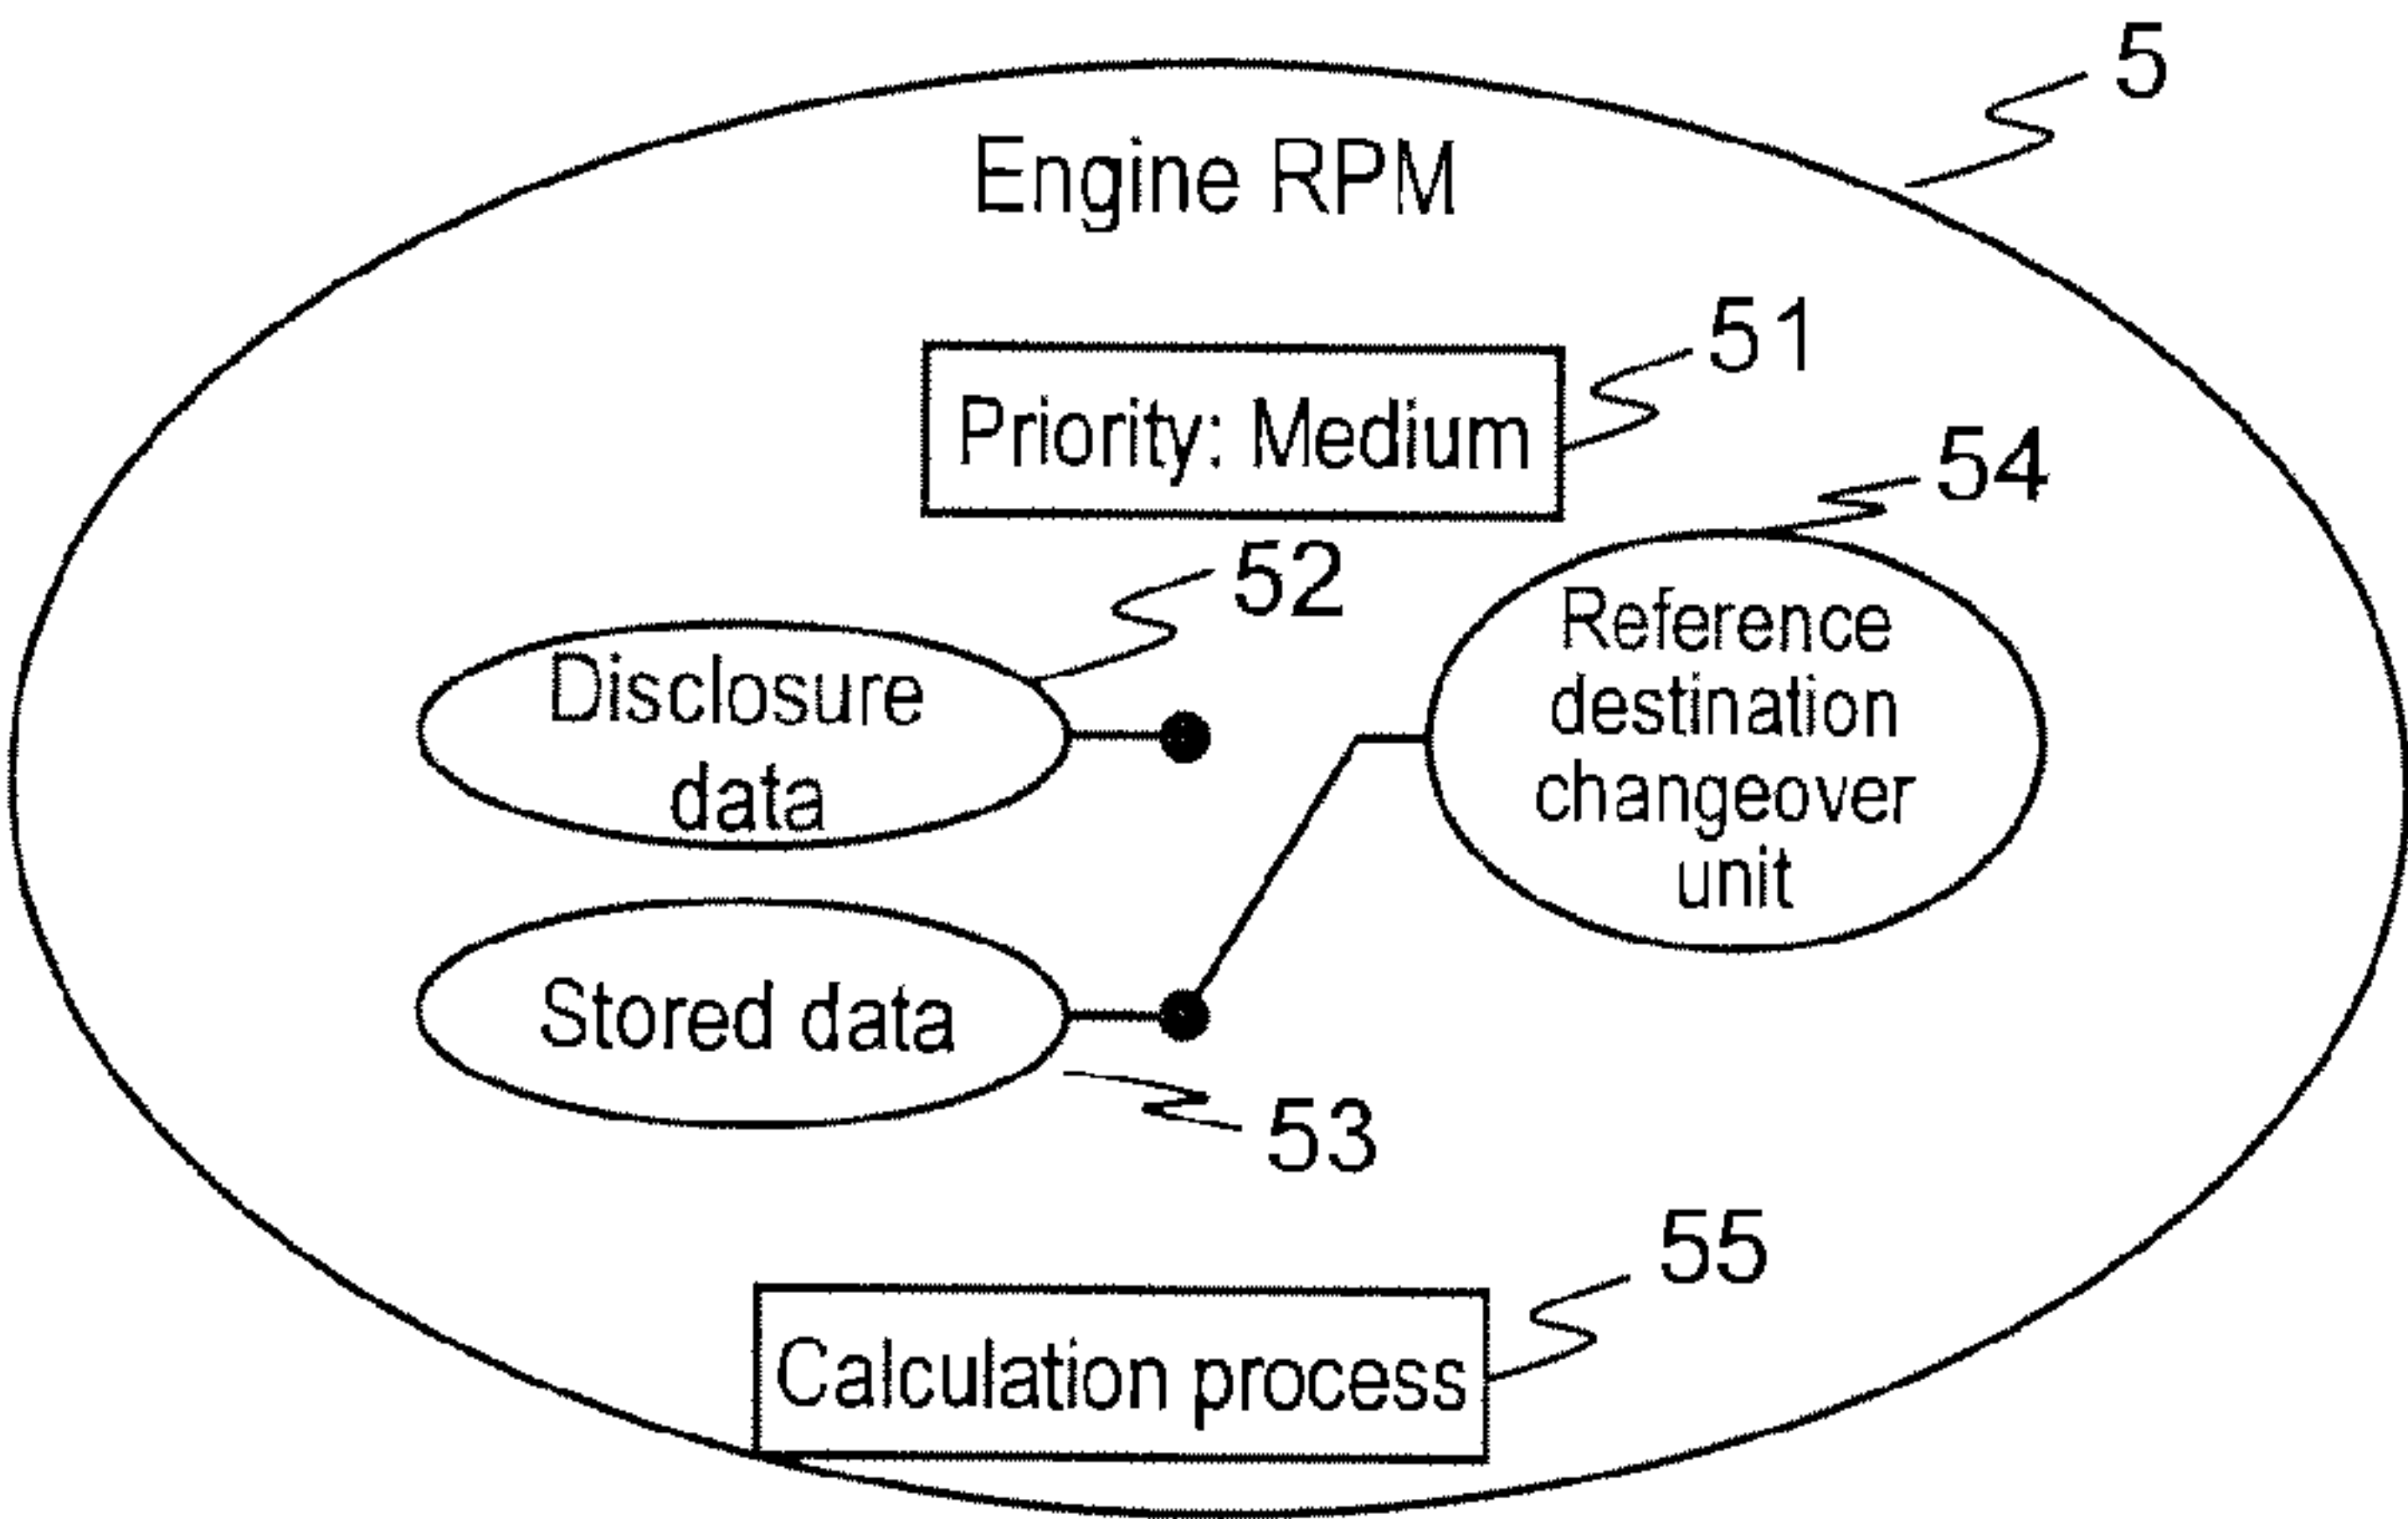 5
Engine RPM
51
Priority: Medium
54
52
Reference
destination
changeover
unit
Disclosure
data
Stored data
53
55
Calculation process